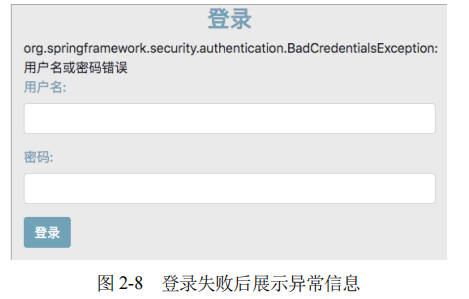 登录
org.springframework.security.authentication.BadCredentialsException:
用户名或密码错误
用户名:
密码:
登录
图 2-8 登录失败后展示异常信息